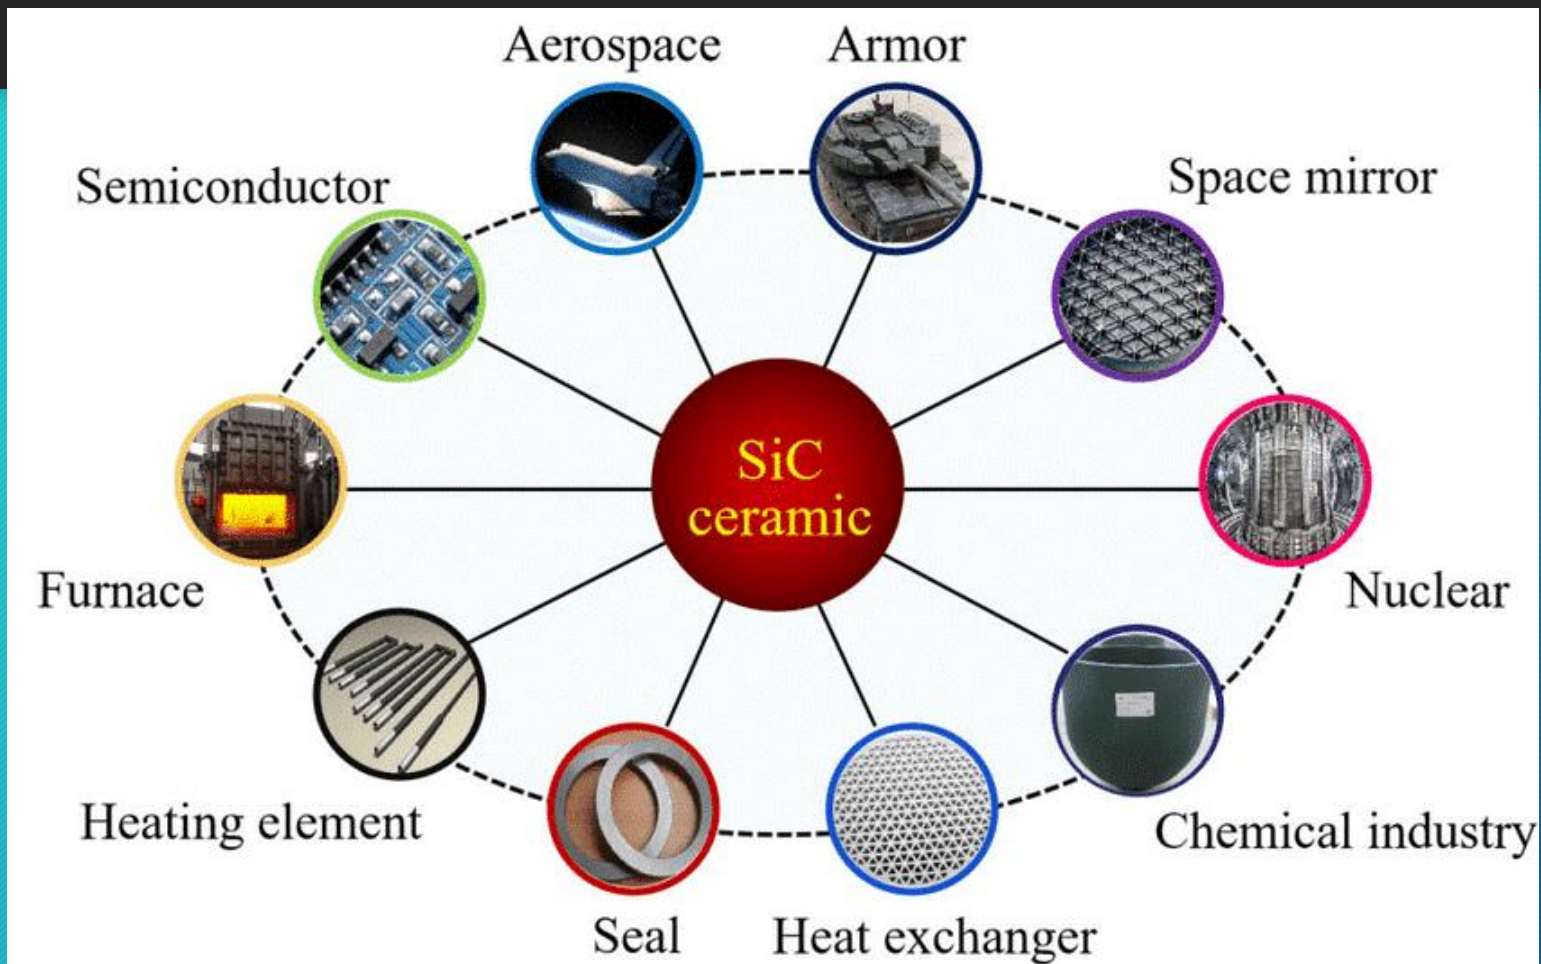 Aerospace
Armor
Semiconductor
Space mirror
SiC
ceramic
Furnace
Nuclear
Heating element
Chemical industry
Seal
Heat exchanger